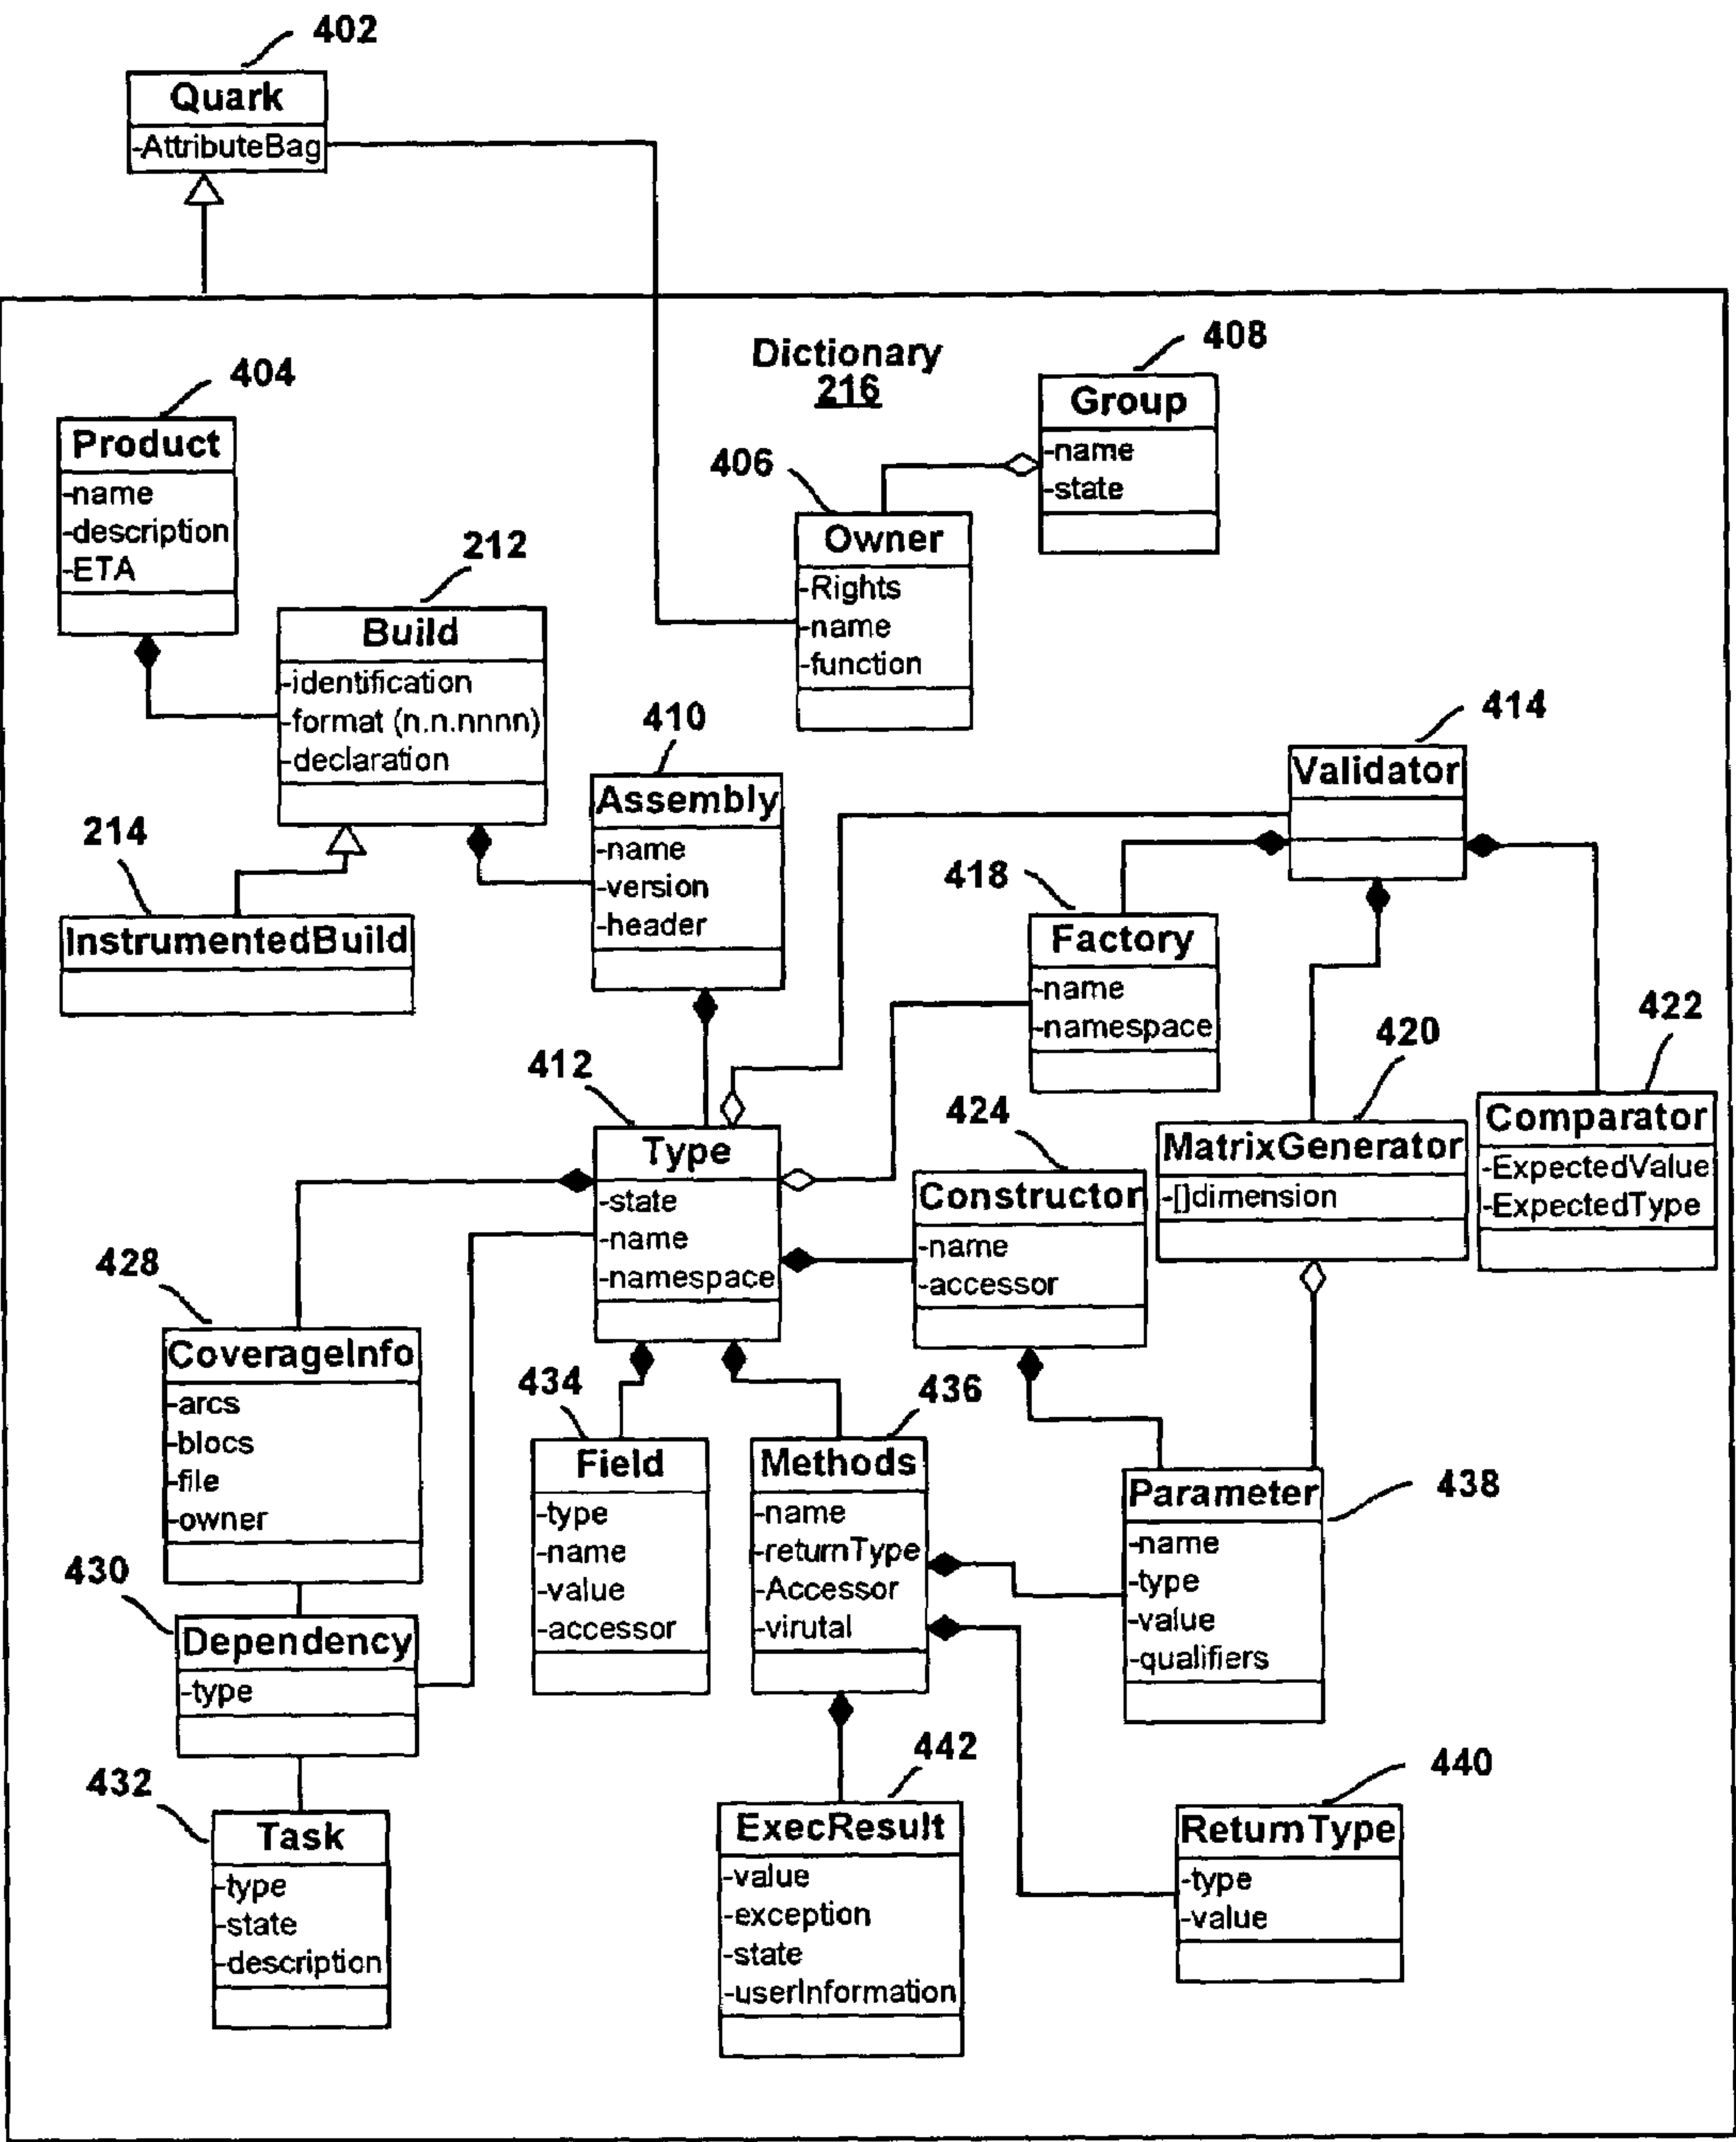 402
Quark
-AttributeBag
Dictionary
216
408
Group
-name
-state
404
Product
-name
-description
-ETA
406
Owner
-Rights
-name
-function
212
Build
-identification
-format (n.n.nnnn)
-declaration
410
Assembly
-name
-version
-header
414
Validator
214
InstrumentedBuild
418
Factory
-name
-namespace
420
MatrixGenerator
-[]dimension
422
Comparator
-ExpectedValue
-ExpectedType
412
Type
-state
-name
-namespace
424
Constructor
-name
-accessor
428
CoverageInfo
-arcs
-blocs
-file
-owner
434
Field
-type
-name
-value
-accessor
436
Methods
-name
-returnType
-Accessor
-virutal
438
Parameter
-name
-type
-value
-qualifiers
430
Dependency
-type
432
Task
-type
-state
-description
442
ExecResult
-value
-exception
-state
-userInformation
440
ReturnType
-type
-value